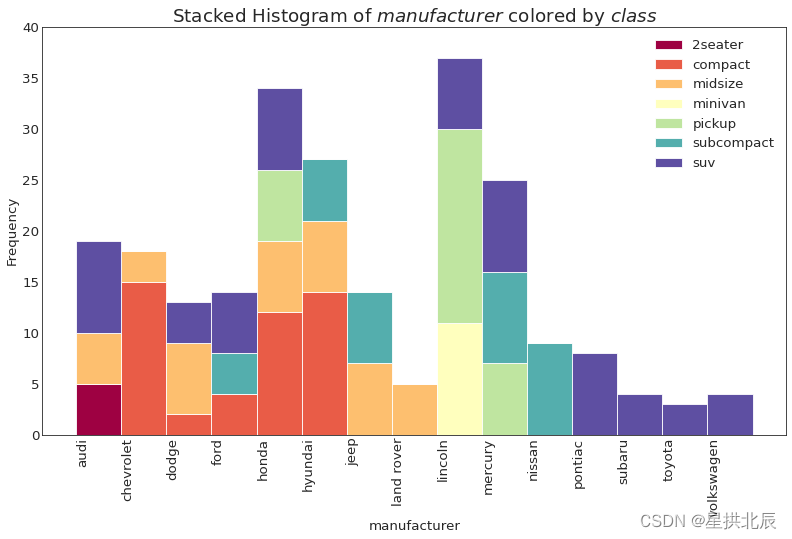 Stacked Histogram of manufacturer colored by class
40
35
30
25
20
15
10
5
0
Frequency
2seater
compact
midsize
minivan
pickup
subcompact
suv
audi
chevrolet
dodge
ford
honda
hyundai
jeep
land rover
lincoln
mercury
nissan
pontiac
subaru
toyota
volkswagen
manufacturer
CSDN @星拱北辰